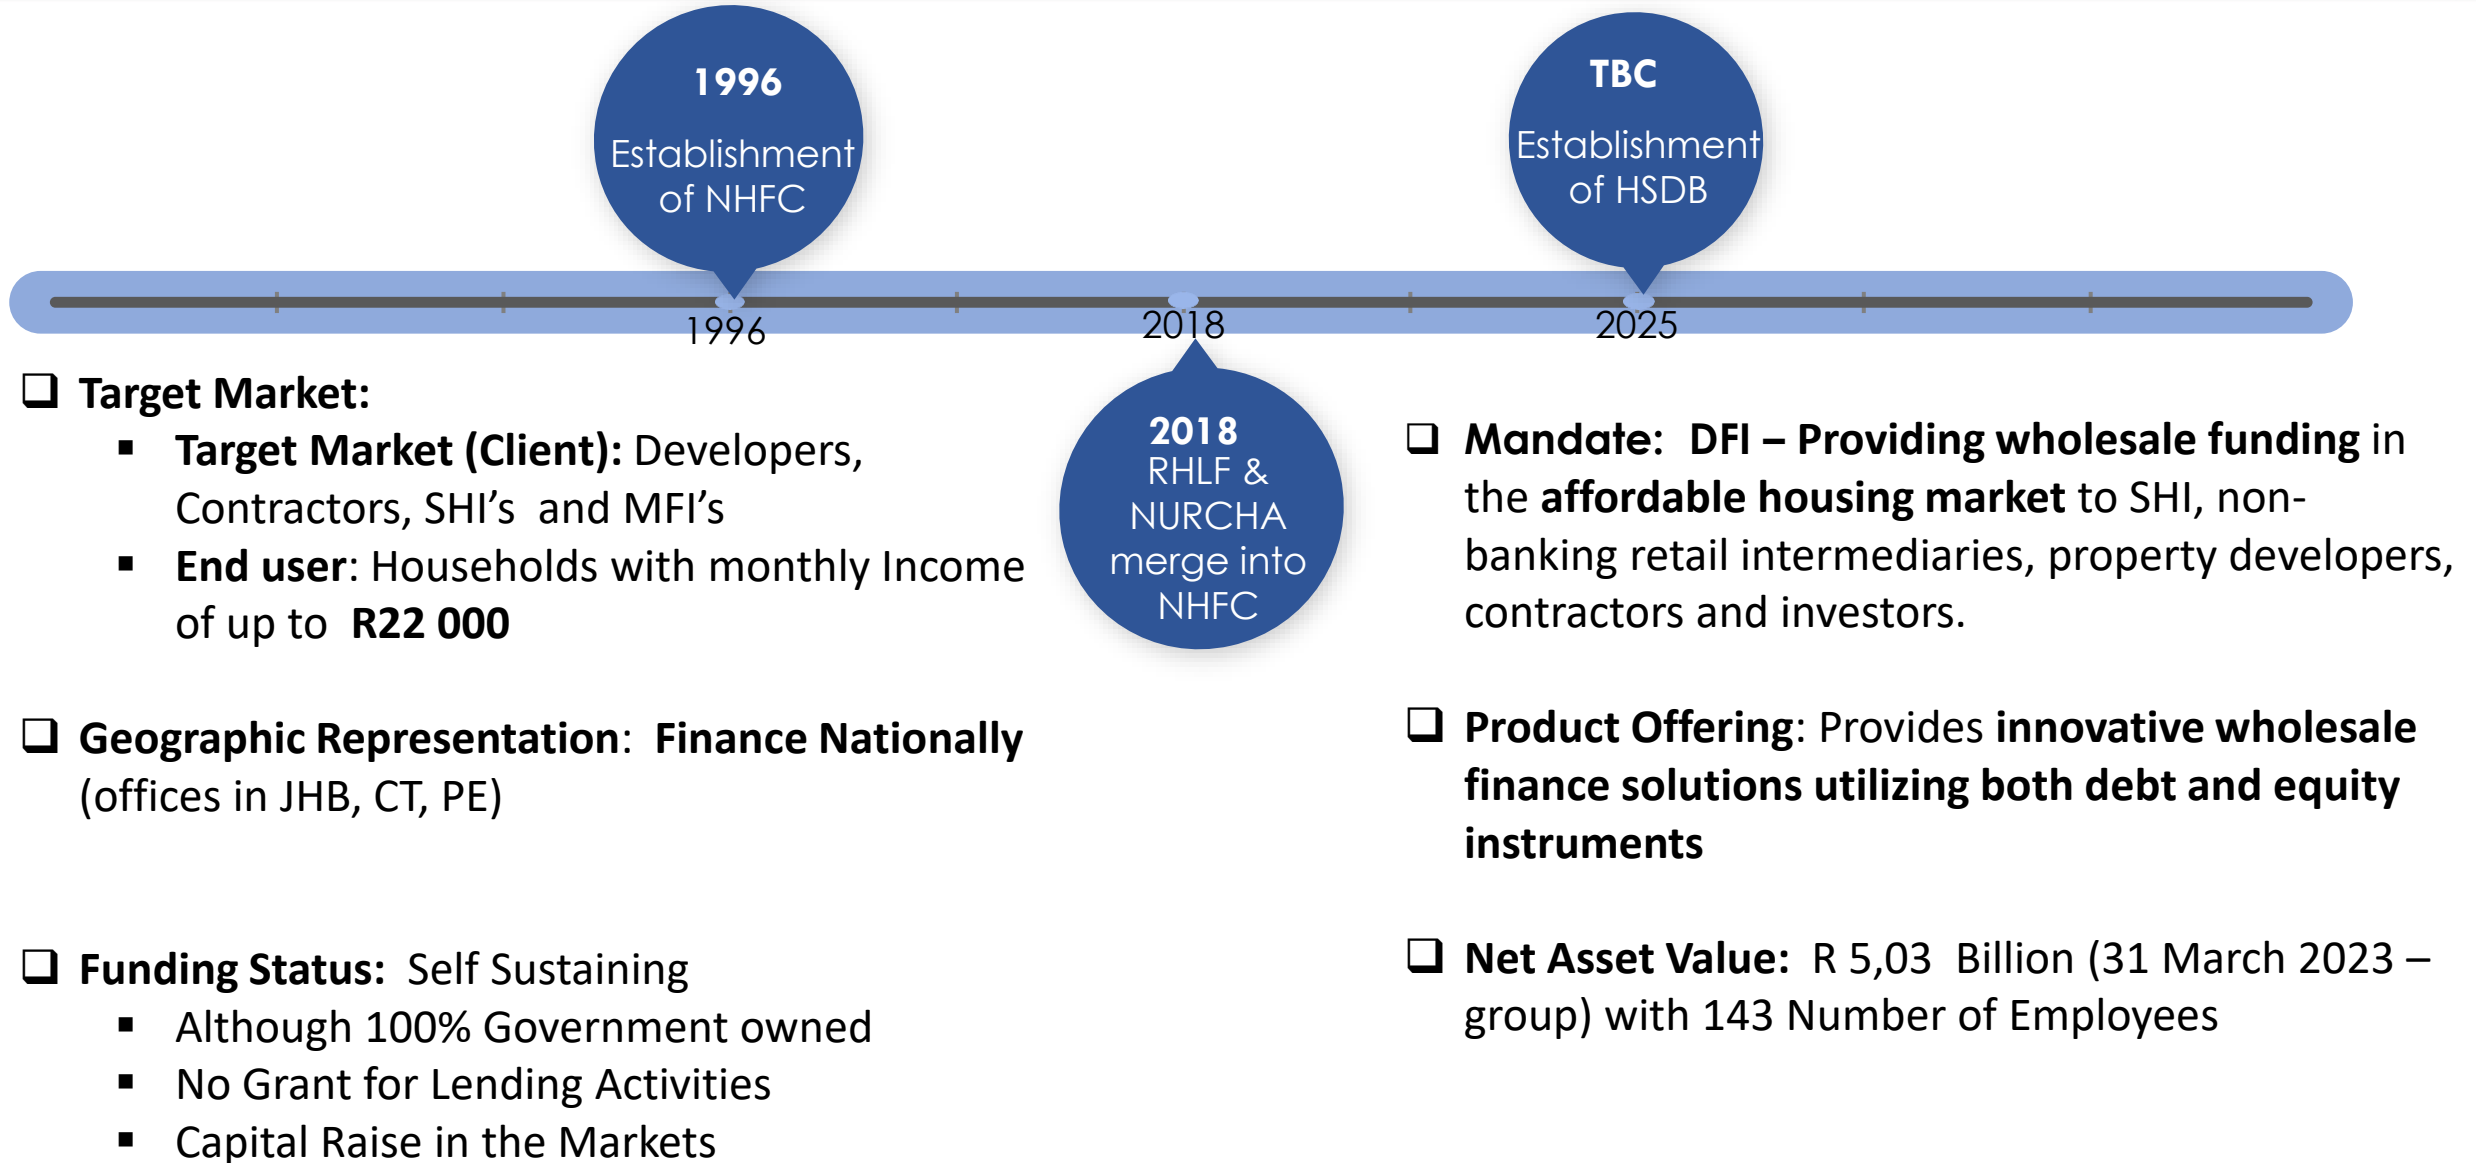 1996
Establishment
of NHFC
TBC
Establishment
of HSDB
1996
2018
2025
2018
RHLF &
NURCHA
merge into
NHFC
❑ Target Market:
▪ Target Market (Client): Developers,
Contractors, SHI’s and MFI’s
▪ End user: Households with monthly Income
of up to R22 000
❑ Geographic Representation: Finance Nationally
(offices in JHB, CT, PE)
❑ Funding Status: Self Sustaining
▪ Although 100% Government owned
▪ No Grant for Lending Activities
▪ Capital Raise in the Markets
❑ Mandate: DFI – Providing wholesale funding in
the affordable housing market to SHI, non-
banking retail intermediaries, property developers,
contractors and investors.
❑ Product Offering: Provides innovative wholesale
finance solutions utilizing both debt and equity
instruments
❑ Net Asset Value: R 5,03 Billion (31 March 2023 –
group) with 143 Number of Employees